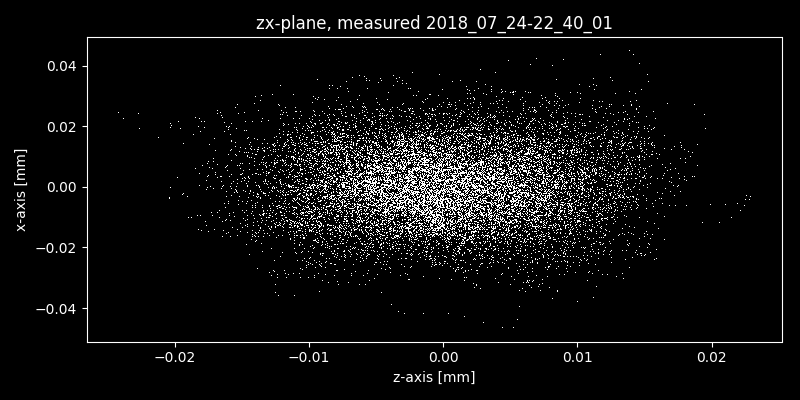 zx-plane, measured 2018_07_24-22_40_01
x-axis [mm]
0.04
0.02
0.00
−0.02
−0.04
−0.02 −0.01 0.00 0.01 0.02
z-axis [mm]